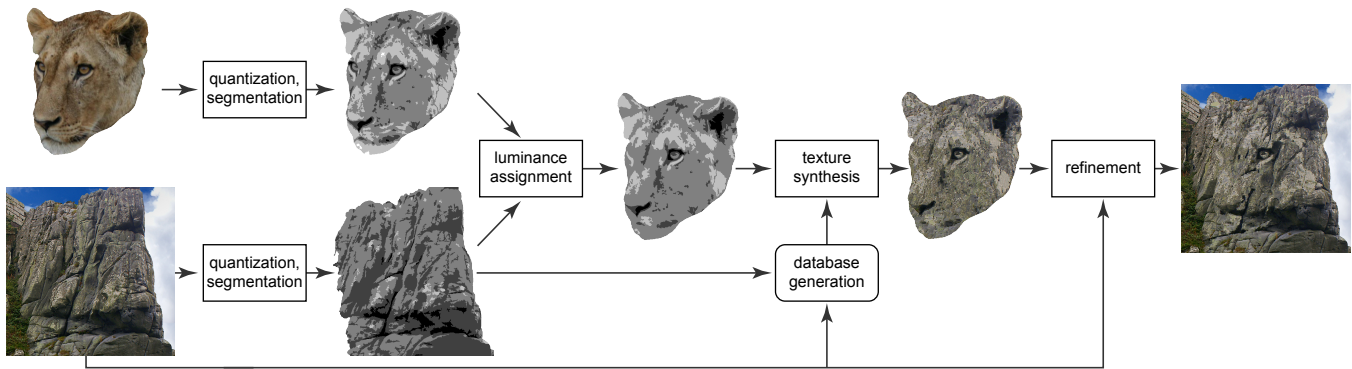 quantization,
segmentation
luminance
assignment
texture
synthesis
refinement
quantization,
segmentation
database
generation